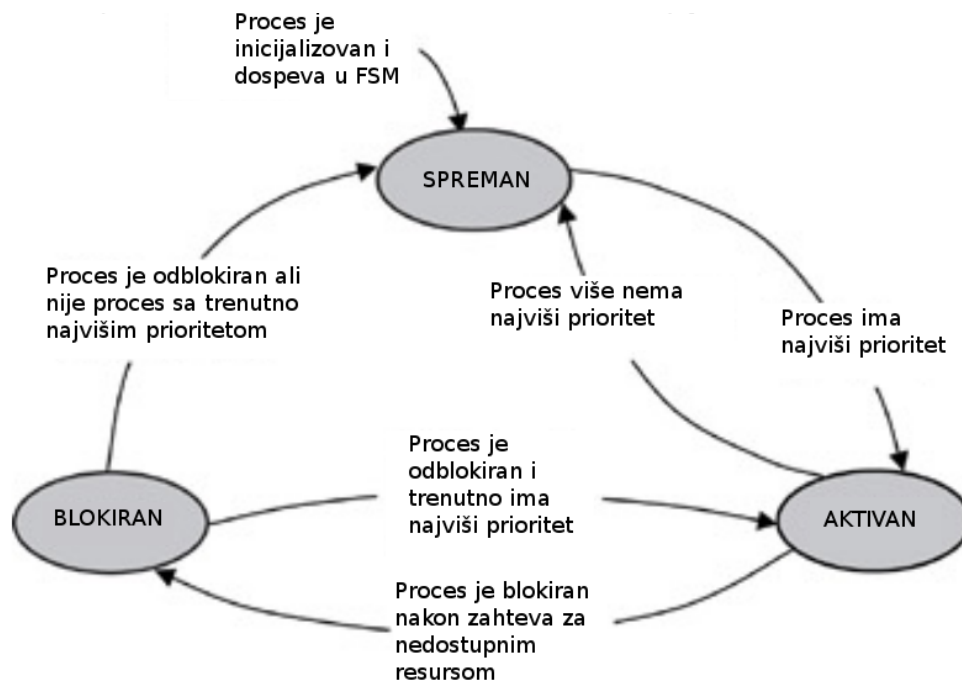 Proces je
inicijalizovan i
dospeva u FSM
SPREMAN
Proces je odblokiran ali
nije proces sa trenutno
najvišim prioritetom
Proces više nema
najviši prioritet
Proces ima
najviši prioritet
Proces je
odblokiran i
trenutno ima
najviši prioritet
BLOKIRAN
AKTIVAN
Proces je blokiran
nakon zahteva za
nedostupnim
resursom